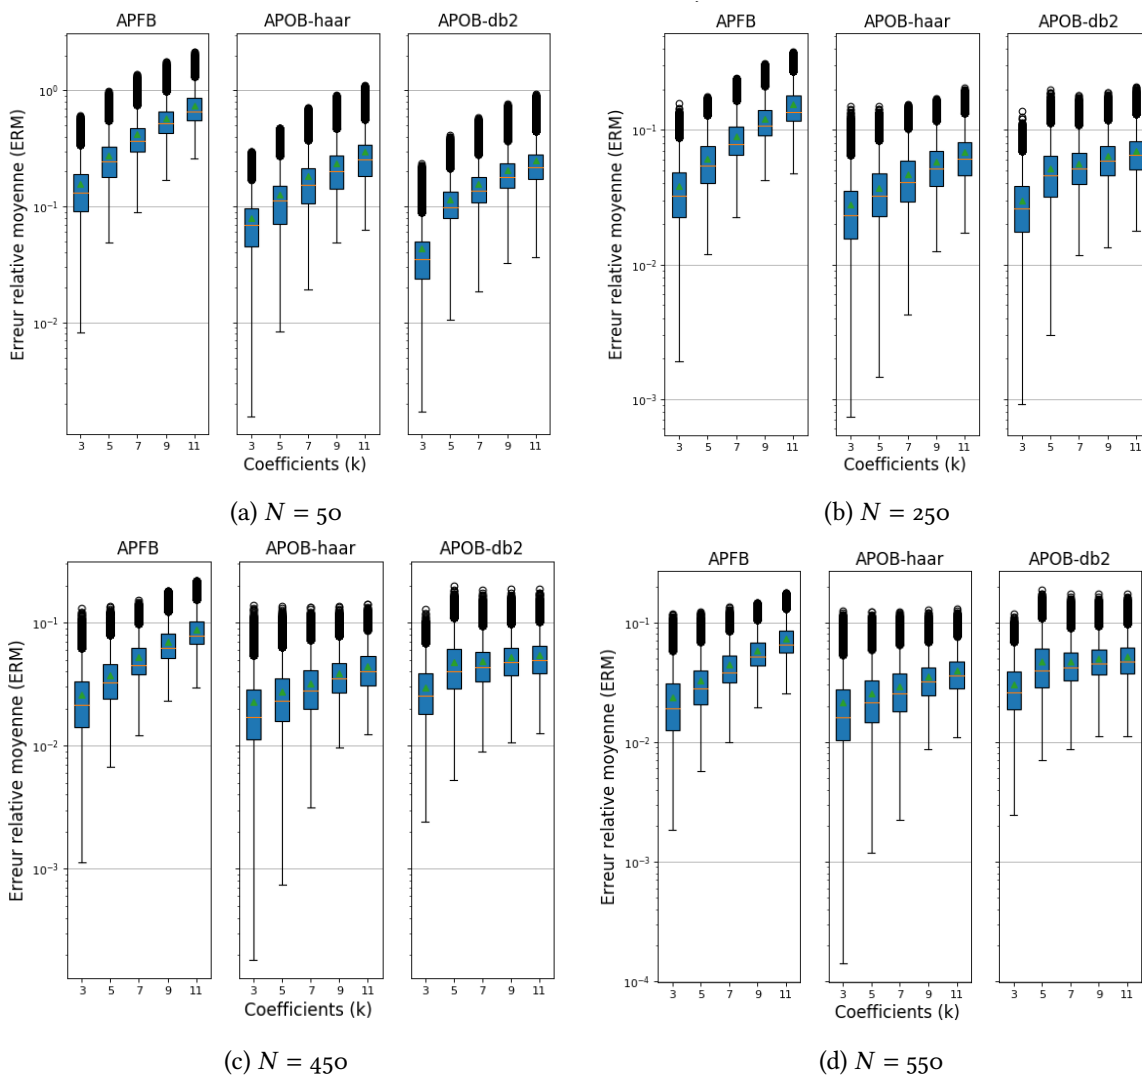 APFB APOB-haar APOB-db2
10⁰
10⁻¹
10⁻²
Erreur relative moyenne (ERM)
3 5 7 9 11 3 5 7 9 11 3 5 7 9 11
Coefficients (k)
(a) N = 50
APFB APOB-haar APOB-db2
10⁻¹
10⁻²
10⁻³
Erreur relative moyenne (ERM)
3 5 7 9 11 3 5 7 9 11 3 5 7 9 11
Coefficients (k)
(b) N = 250
APFB APOB-haar APOB-db2
10⁻¹
10⁻²
10⁻³
Erreur relative moyenne (ERM)
3 5 7 9 11 3 5 7 9 11 3 5 7 9 11
Coefficients (k)
(c) N = 450
APFB APOB-haar APOB-db2
10⁻¹
10⁻²
10⁻³
10⁻⁴
Erreur relative moyenne (ERM)
3 5 7 9 11 3 5 7 9 11 3 5 7 9 11
Coefficients (k)
(d) N = 550